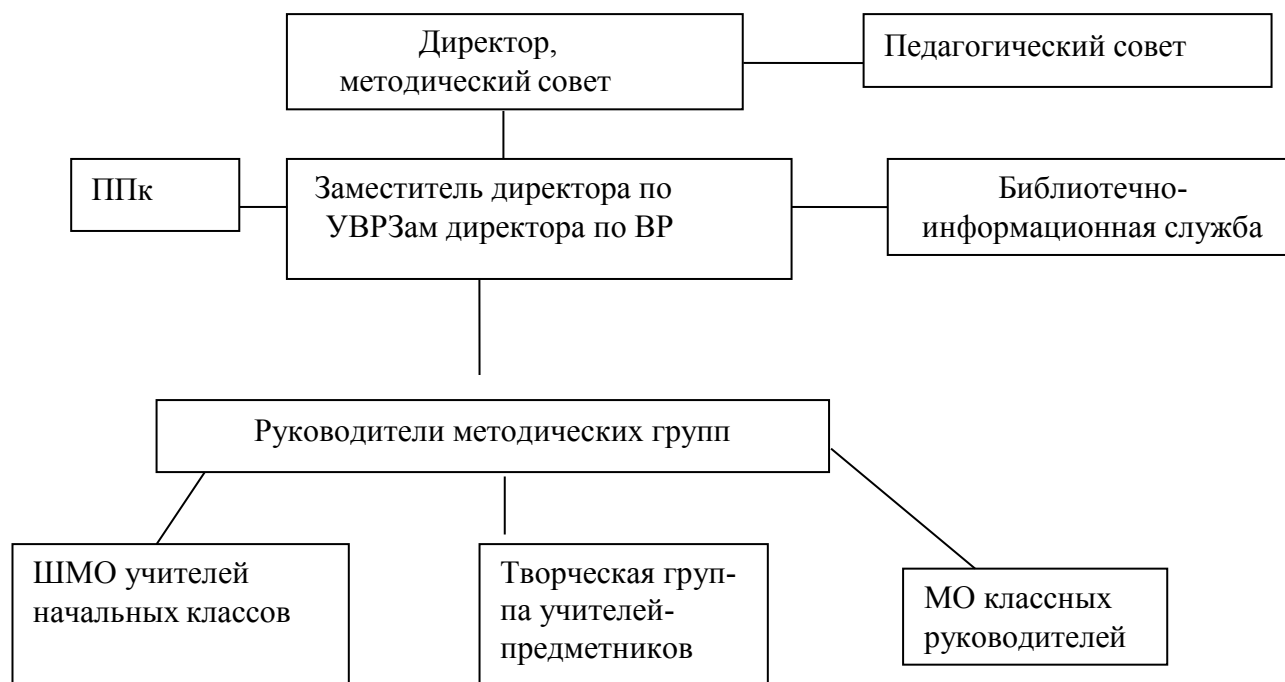 Директор,
методический совет
Педагогический совет
ППк
Заместитель директора по
УВРЗам директора по ВР
Библиотечно-
информационная служба
Руководители методических групп
ШМО учителей
начальных классов
Творческая груп-
па учителей-
предметников
МО классных
руководителей